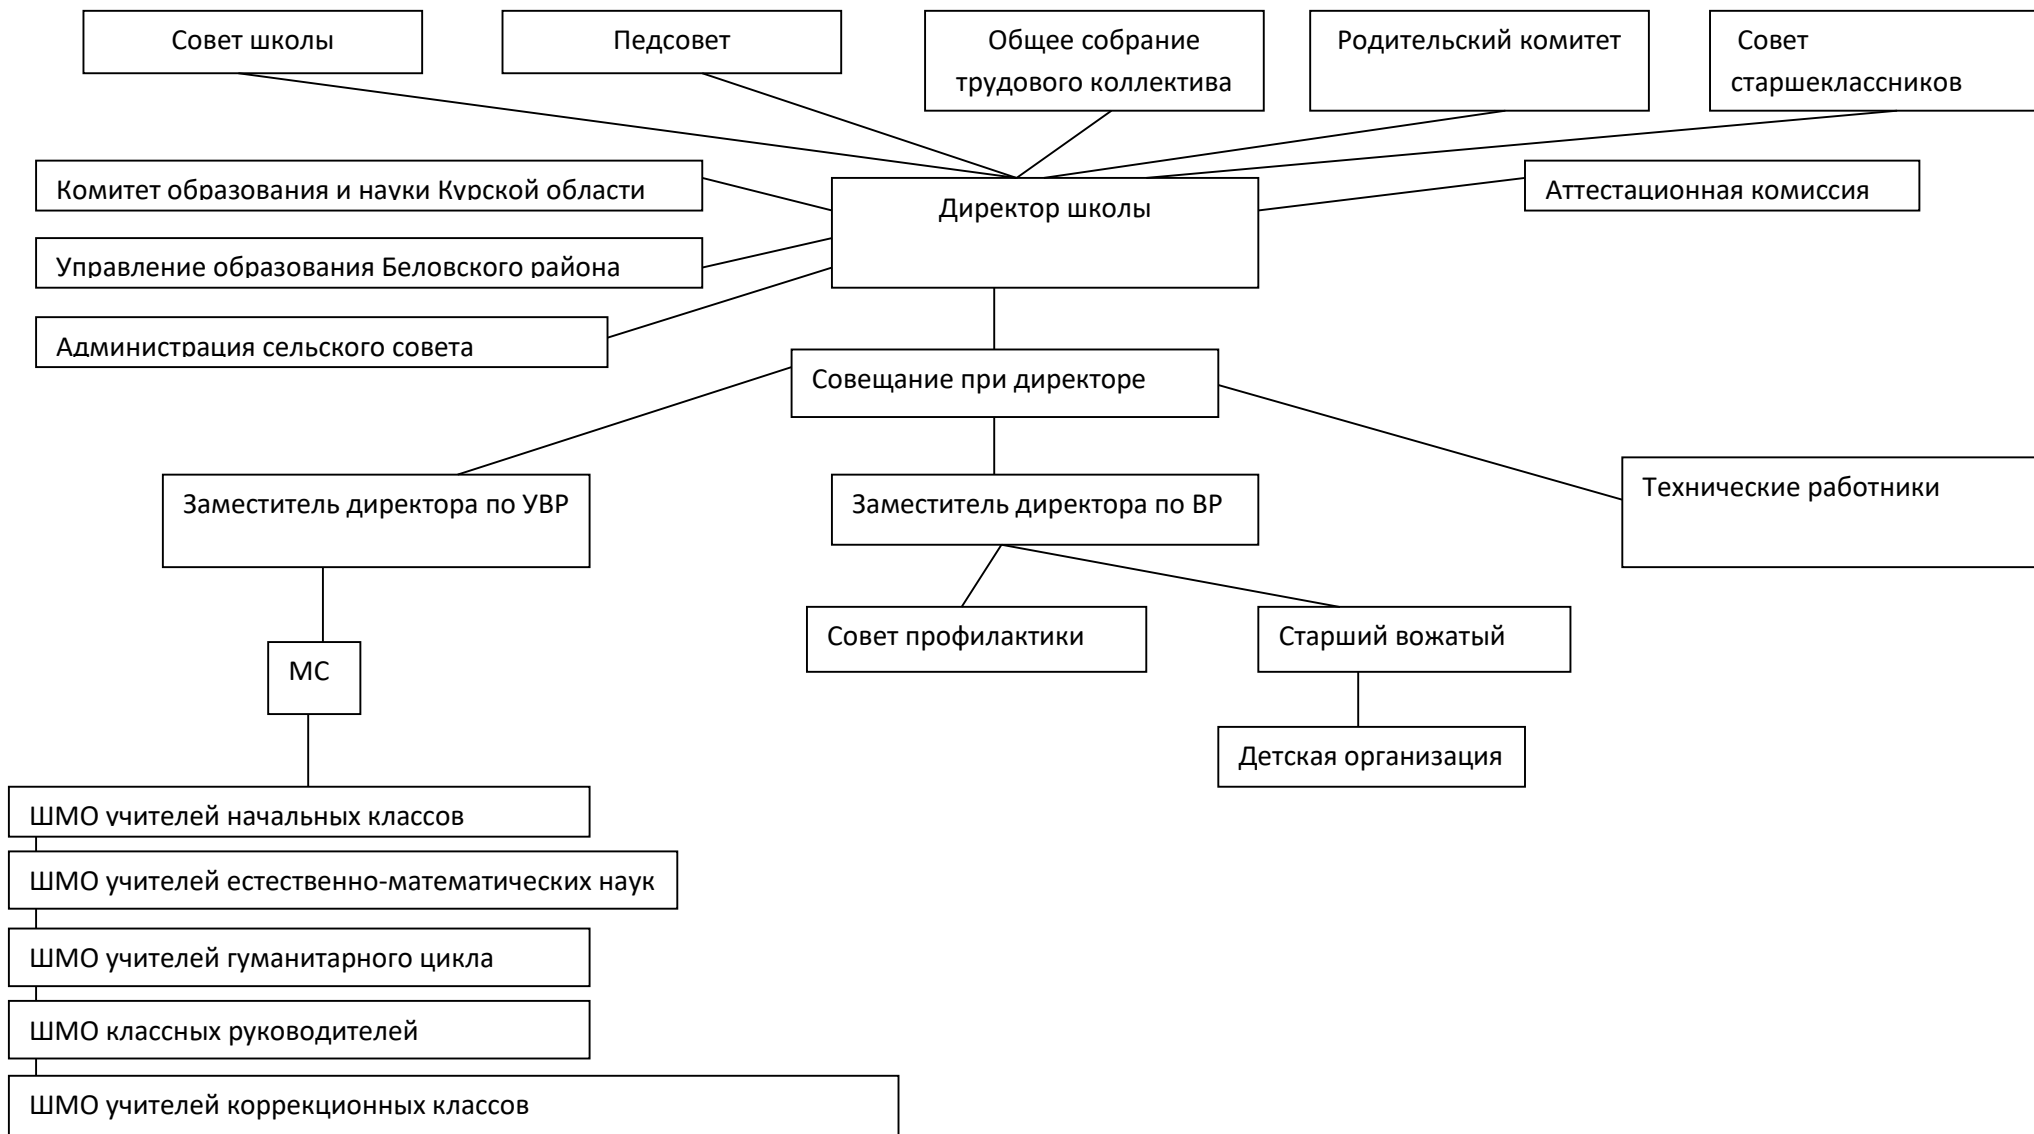 Совет школы
Педсовет
Общее собрание
трудового коллектива
Родительский комитет
Совет
старшеклассников
Комитет образования и науки Курской области
Директор школы
Аттестационная комиссия
Управление образования Беловского района
Администрация сельского совета
Совещание при директоре
Заместитель директора по УВР
Заместитель директора по ВР
Технические работники
Совет профилактики
Старший вожатый
МС
Детская организация
ШМО учителей начальных классов
ШМО учителей естественно-математических наук
ШМО учителей гуманитарного цикла
ШМО классных руководителей
ШМО учителей коррекционных классов